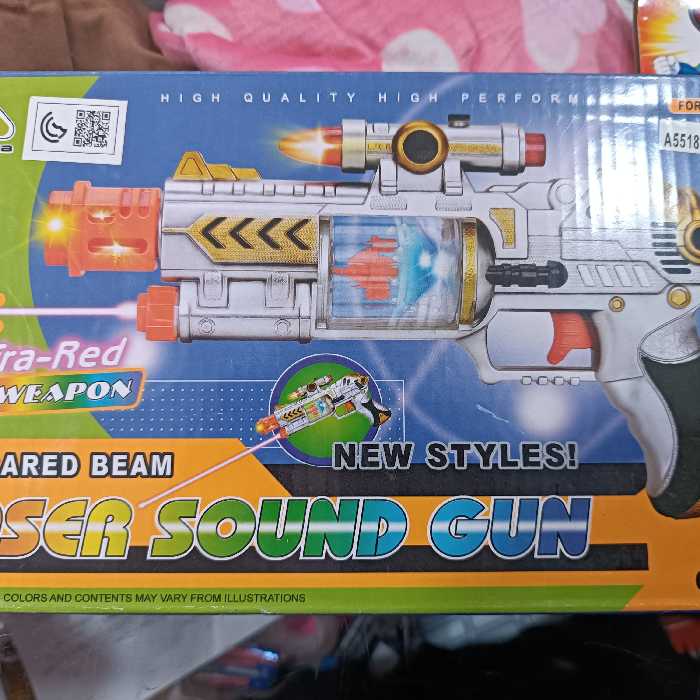 HIGH QUALITY HIGH PERFORM
FOR
A5518
ra-Red
WEAPON
ARED BEAM
NEW STYLES!
SER SOUND GUN
COLORS AND CONTENTS MAY VARY FROM ILLUSTRATIONS